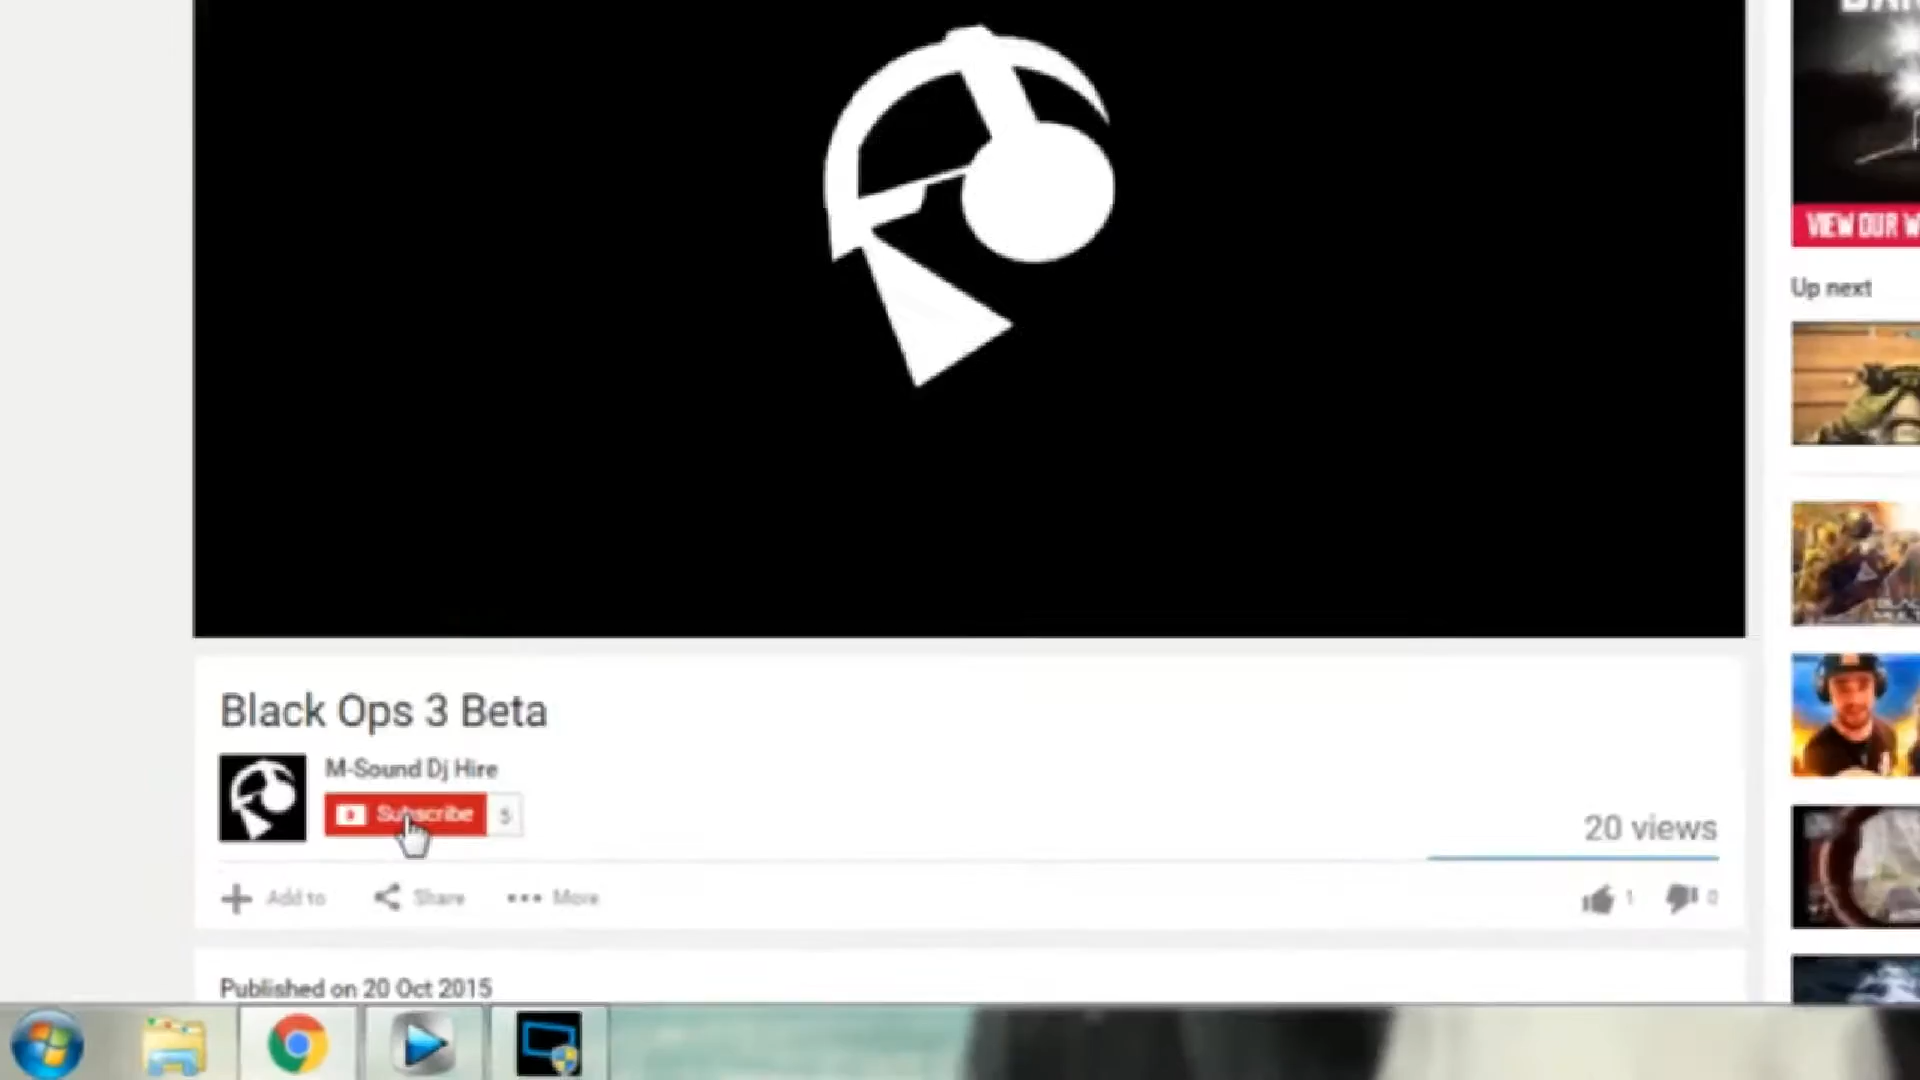 VIEW OUR W
Up next
Black Ops 3 Beta
M-Sound Dj Hire
Subscribe 5
20 views
Add to Share More
1 0
Published on 20 Oct 2015